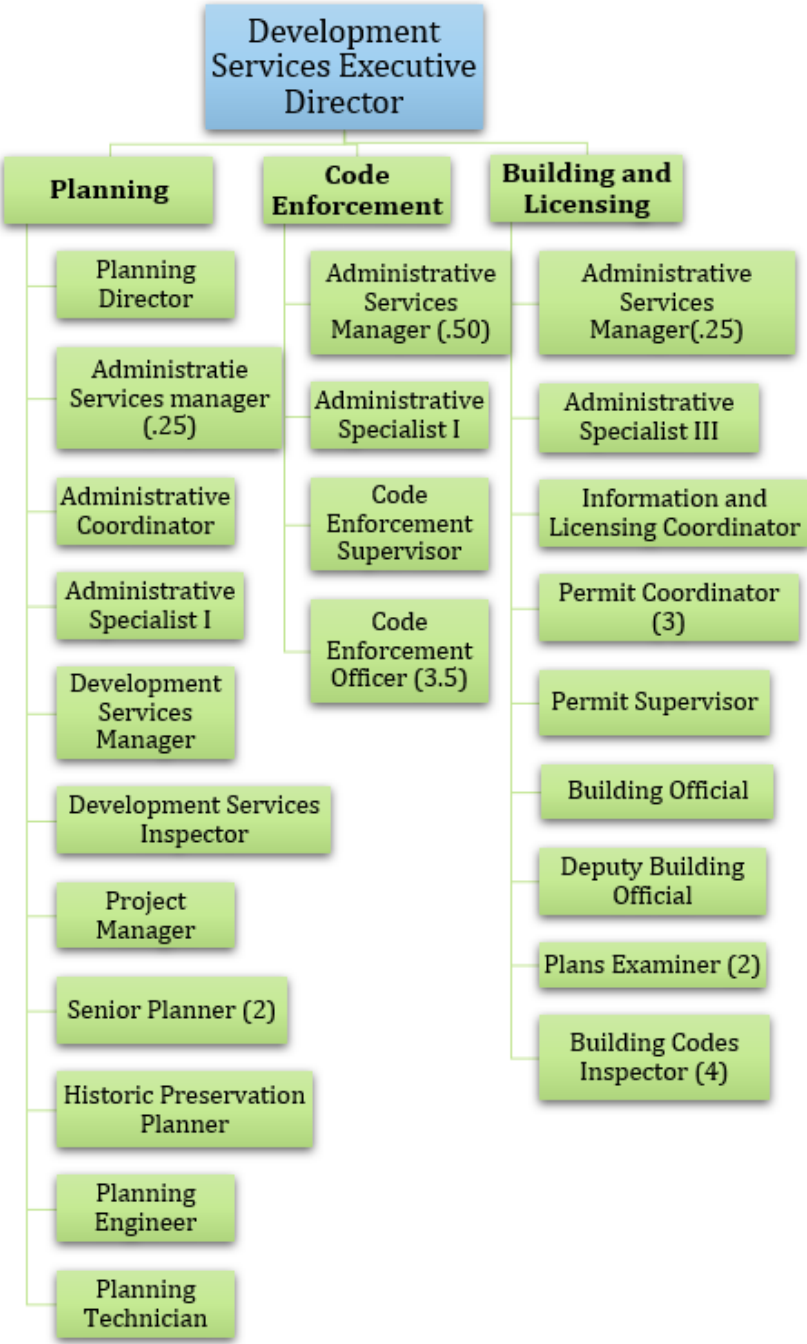 Development
Services Executive
Director
Planning
Planning
Director
Administratie
Services manager
(.25)
Administrative
Coordinator
Administrative
Specialist I
Development
Services
Manager
Development Services
Inspector
Project
Manager
Senior Planner (2)
Historic Preservation
Planner
Planning
Engineer
Planning
Technician
Code
Enforcement
Administrative
Services
Manager (.50)
Administrative
Specialist I
Code
Enforcement
Supervisor
Code
Enforcement
Officer (3.5)
Building and
Licensing
Administrative
Services
Manager(.25)
Administrative
Specialist III
Information and
Licensing Coordinator
Permit Coordinator
(3)
Permit Supervisor
Building Official
Deputy Building
Official
Plans Examiner (2)
Building Codes
Inspector (4)